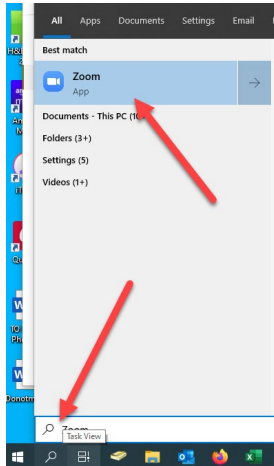 All Apps Documents Settings Email
Best match
Zoom
App
Documents - This PC
Folders (3+)
Settings (5)
Videos (1+)
Zoom
Task View